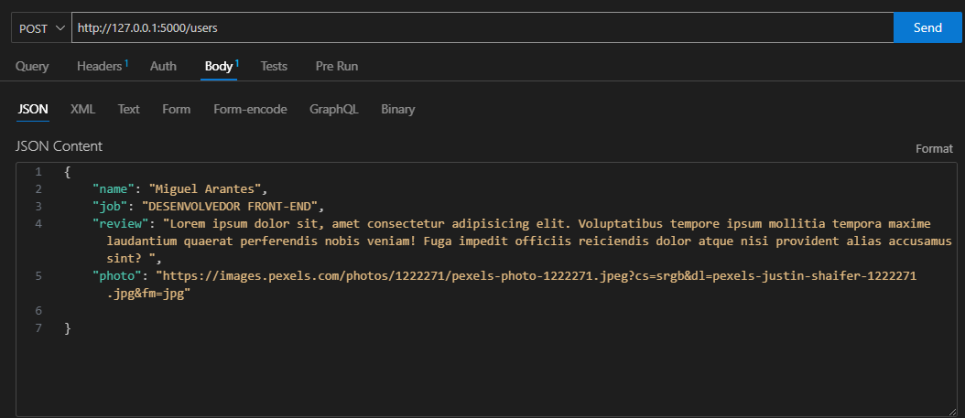 POST http://127.0.0.1:5000/users Send
Query Headers 1 Auth Body 1 Tests Pre Run
JSON XML Text Form Form-encode GraphQL Binary
JSON Content Format
1 {
2 "name": "Miguel Arantes",
3 "job": "DESENVOLVEDOR FRONT-END",
4 "review": "Lorem ipsum dolor sit, amet consectetur adipisicing elit. Voluptatibus tempore ipsum mollitia tempora maxime
laudantium quaerat perferendis nobis veniam! Fuga impedit officiis reiciendis dolor atque nisi provident alias accusamus
sint? ",
5 "photo": "https://images.pexels.com/photos/1222271/pexels-photo-1222271.jpeg?cs=srgb&dl=pexels-justin-shaifer-1222271
.jpg&fm=jpg"
6
7 }